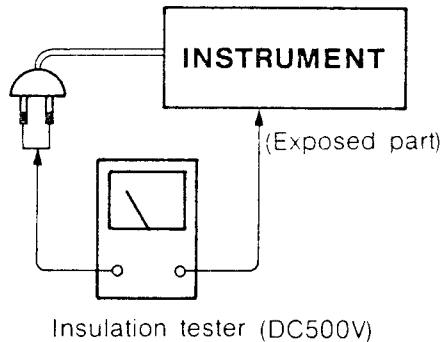 INSTRUMENT
(Exposed part)
Insulation tester (DC500V)